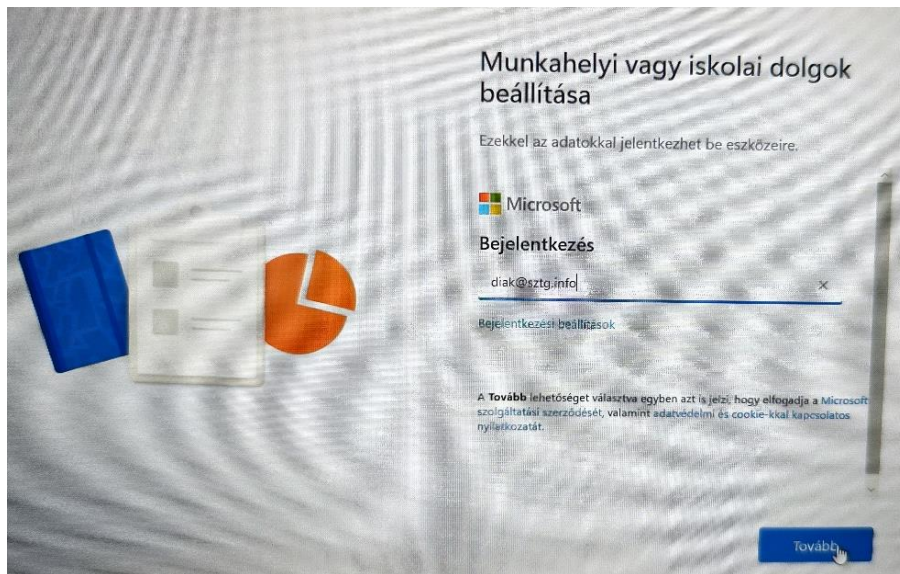 Munkahelyi vagy iskolai dolgok
beállítása
Ezekkel az adatokkal jelentkezhet be eszközeire.
Microsoft
Bejelentkezés
diak@sztg.info
Bejelentkezési beállítások
A Tovább lehetőséget választva egyben azt is jelzi, hogy elfogadja a Microsoft
szolgáltatási szerződését, valamint adatvédelmi és cookie-kkal kapcsolatos
nyilatkozatát.
Tovább